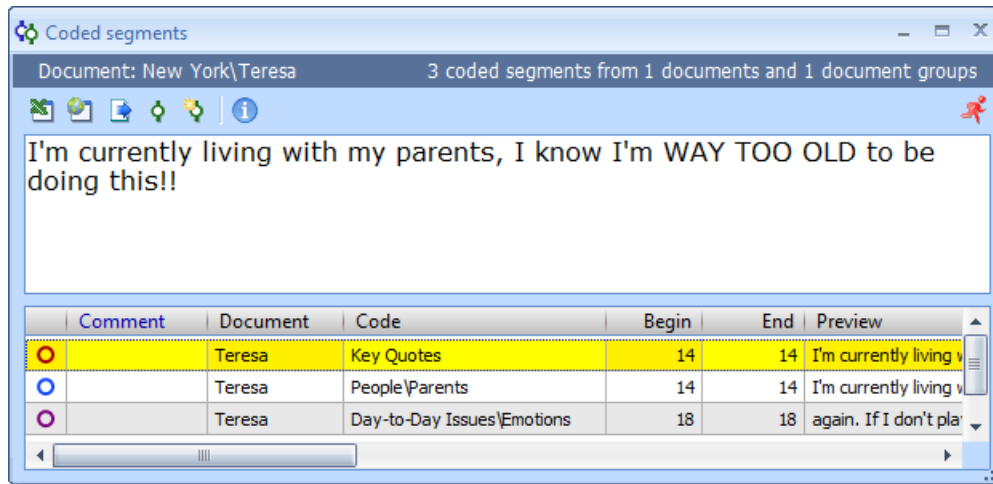 Coded segments
Document: New York\Teresa 3 coded segments from 1 documents and 1 document groups
I'm currently living with my parents, I know I'm WAY TOO OLD to be
doing this!!
Comment Document Code Begin End Preview
Teresa Key Quotes 14 14 I'm currently living
Teresa People\Parents 14 14 I'm currently living
Teresa Day-to-Day Issues\Emotions 18 18 again. If I don't